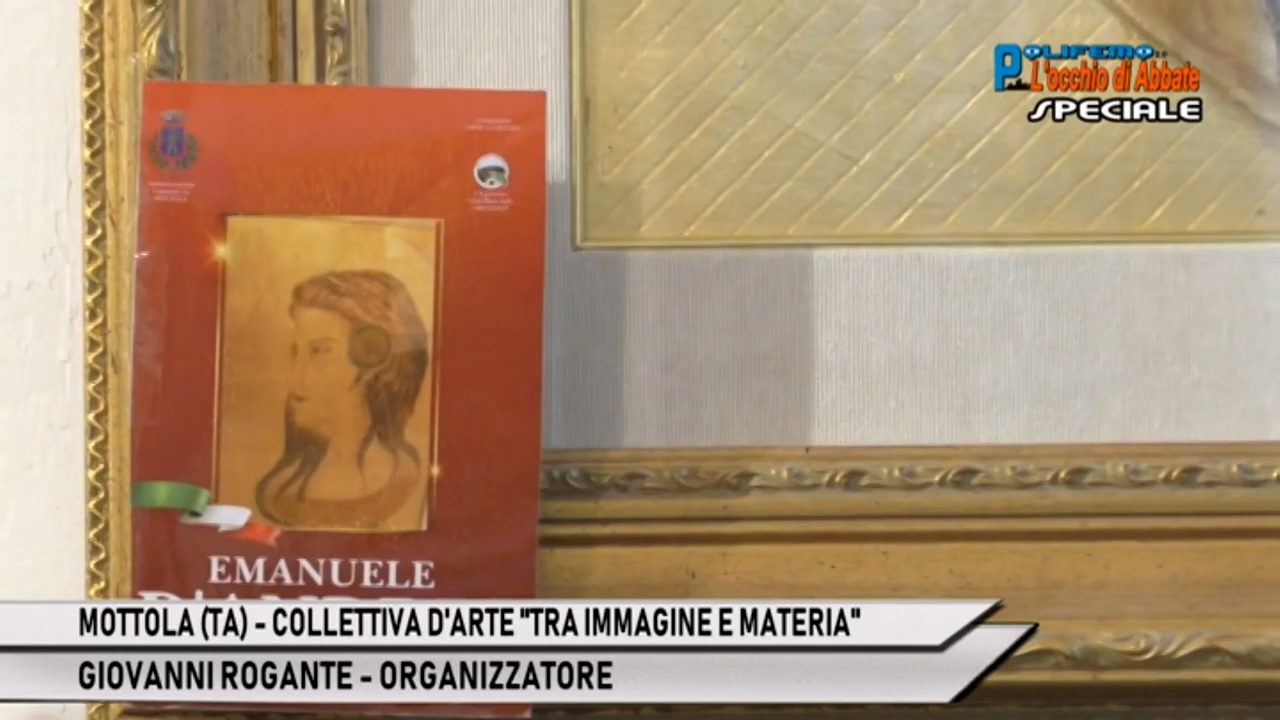 POLIFEMO
L'occhio di Abbate
SPECIALE
EMANUELE
MOTTOLA (TA) - COLLETTIVA D'ARTE "TRA IMMAGINE E MATERIA"
GIOVANNI ROGANTE - ORGANIZZATORE